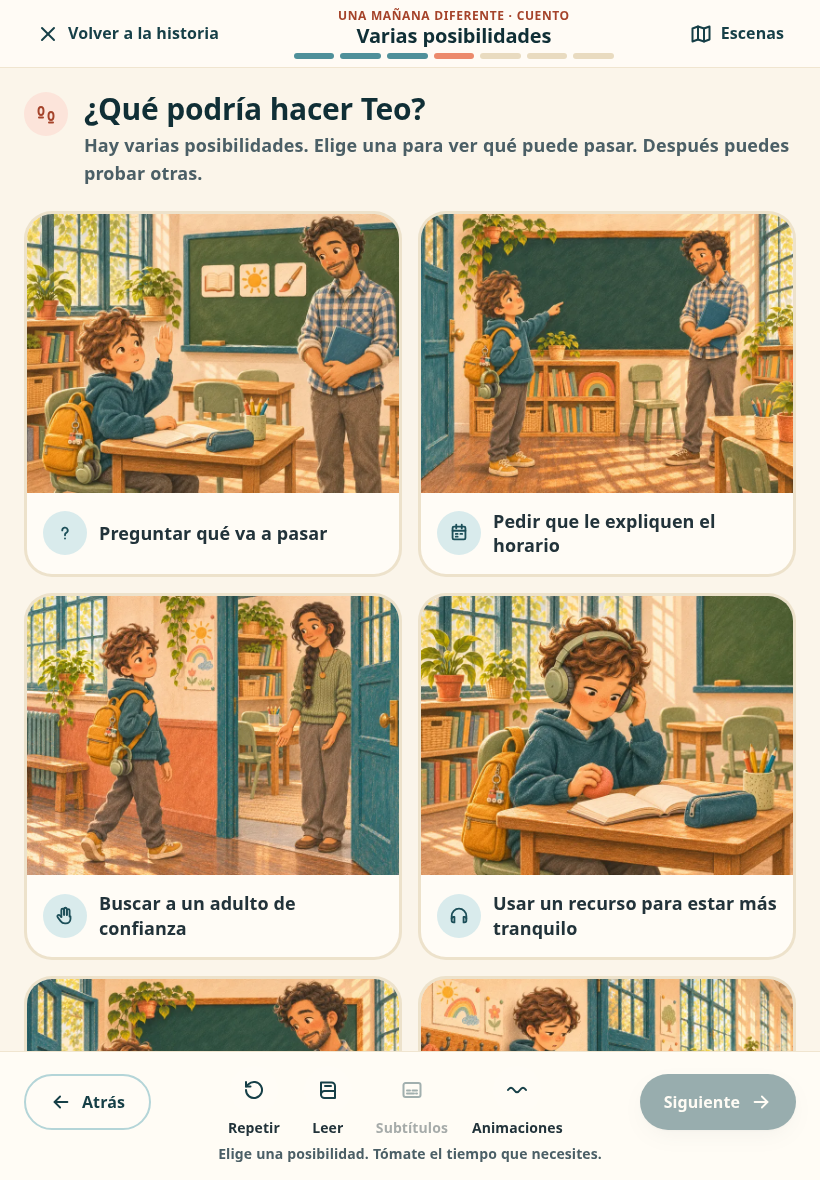 Volver a la historia
UNA MAÑANA DIFERENTE · CUENTO
Varias posibilidades
Escenas
¿Qué podría hacer Teo?
Hay varias posibilidades. Elige una para ver qué puede pasar. Después puedes
probar otras.
Preguntar qué va a pasar
Pedir que le expliquen el
horario
Buscar a un adulto de
confianza
Usar un recurso para estar más
tranquilo
Atrás
Repetir
Leer
Subtítulos
Animaciones
Siguiente
Elige una posibilidad. Tómate el tiempo que necesites.